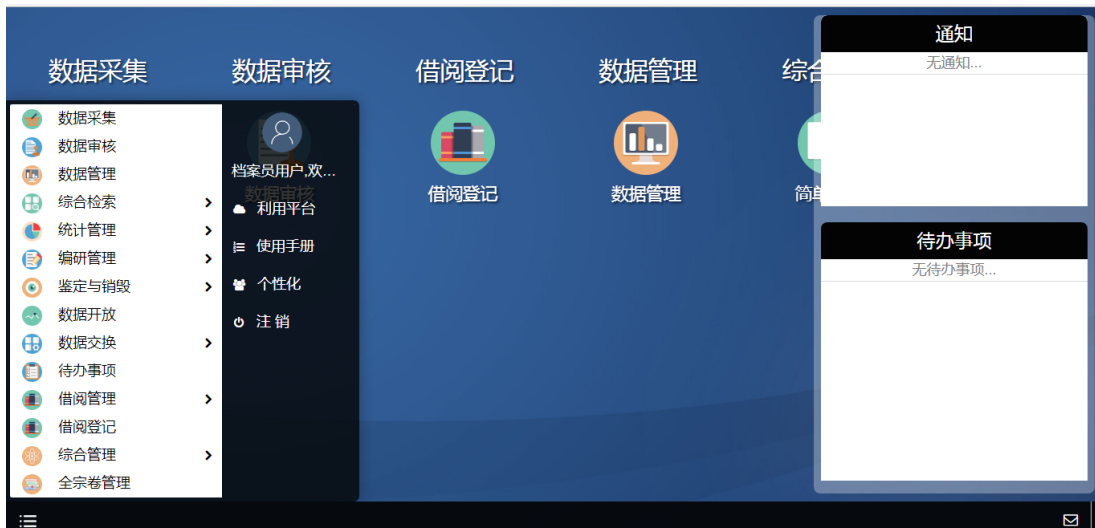 数据采集
数据审核
借阅登记
数据管理
综合
借阅登记
数据管理
简单
数据采集
数据审核
数据管理
综合检索
统计管理
编研管理
鉴定与销毁
数据开放
数据交换
待办事项
借阅管理
借阅登记
综合管理
全宗卷管理
档案员用户,欢...
数据审核
利用平台
使用手册
个性化
注 销
通知
无通知...
待办事项
无待办事项...